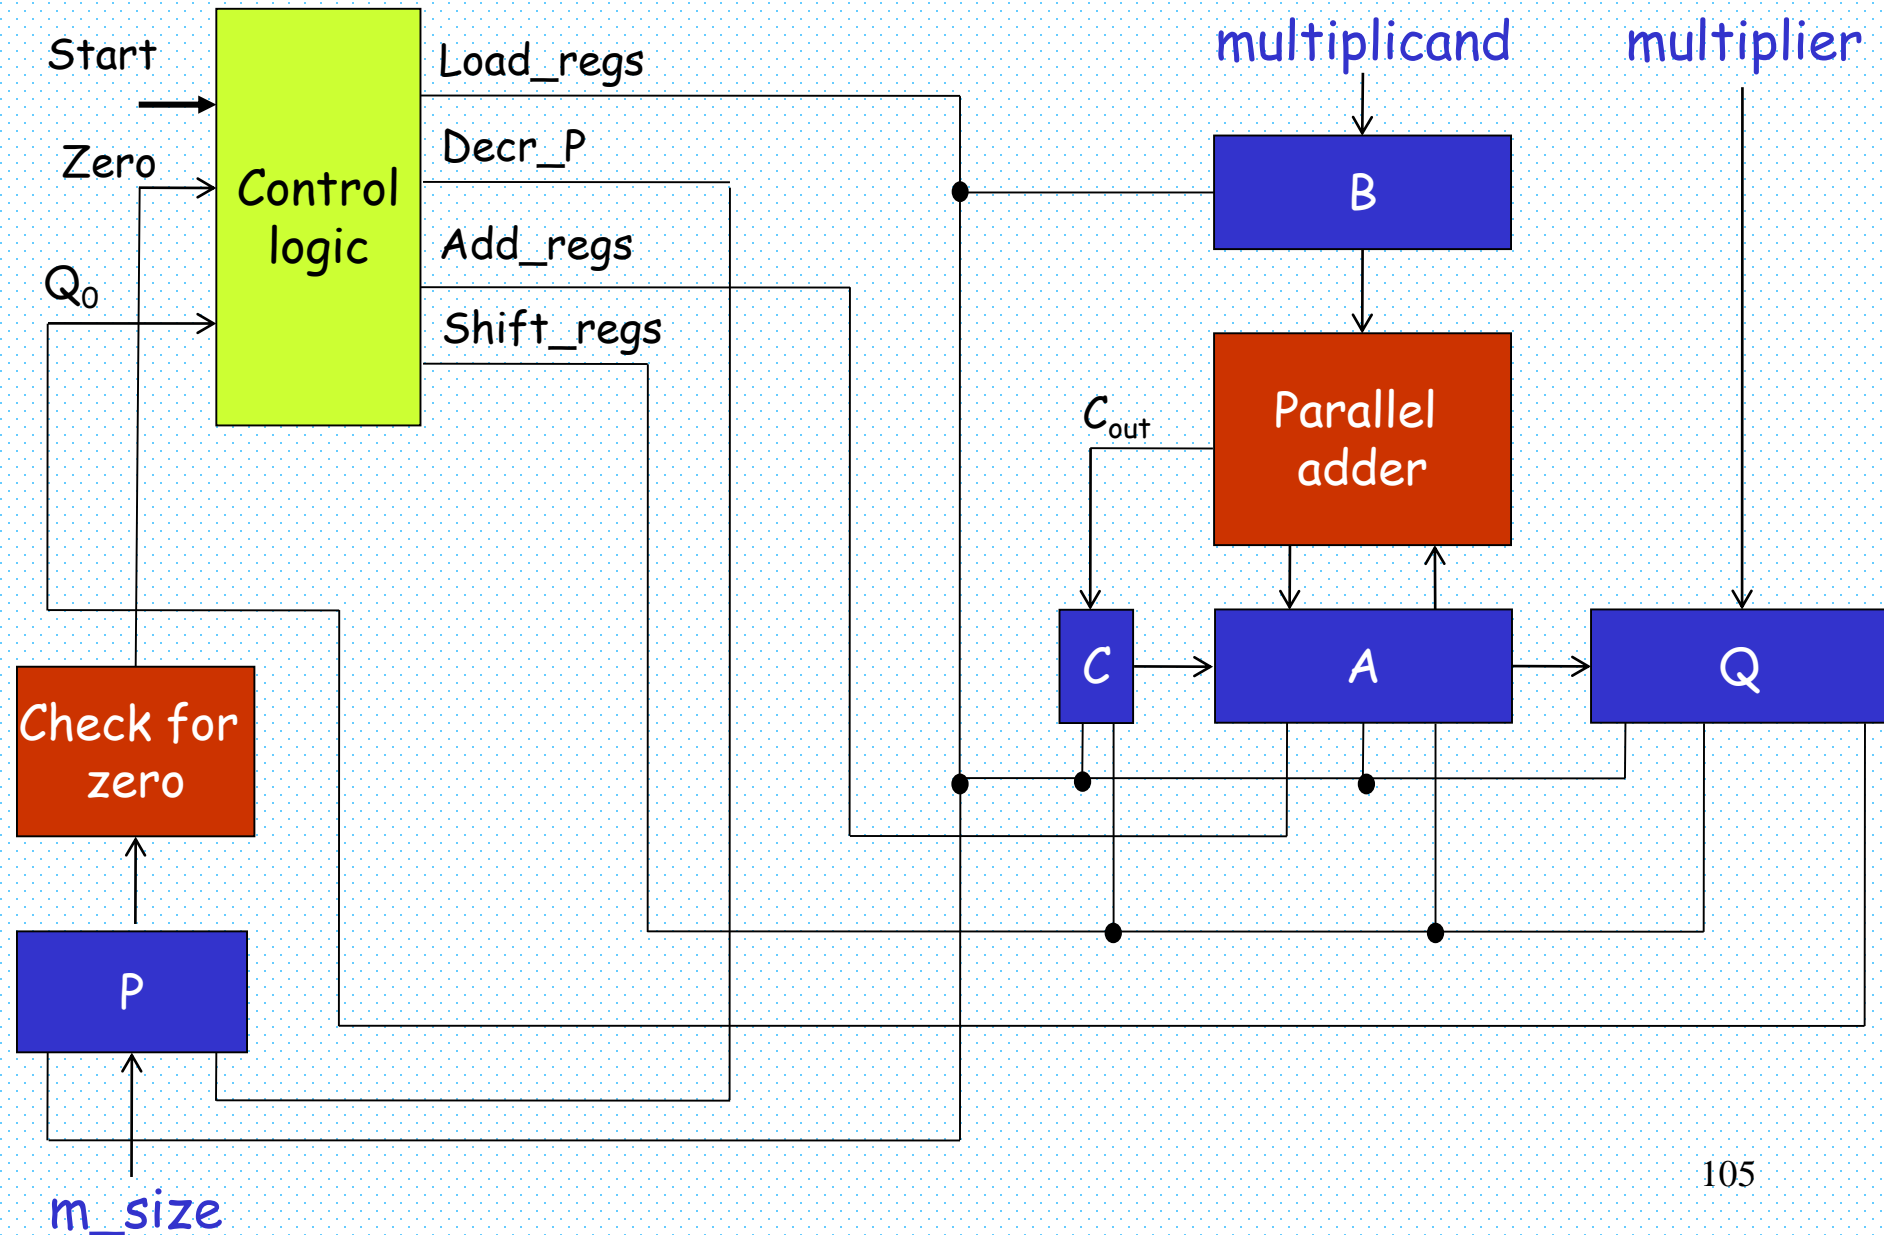 Start
Zero
Q0
Control
logic
Load_regs
Decr_P
Add_regs
Shift_regs
multiplicand
multiplier
B
Parallel
adder
Cout
C
A
Q
Check for
zero
P
m_size
105